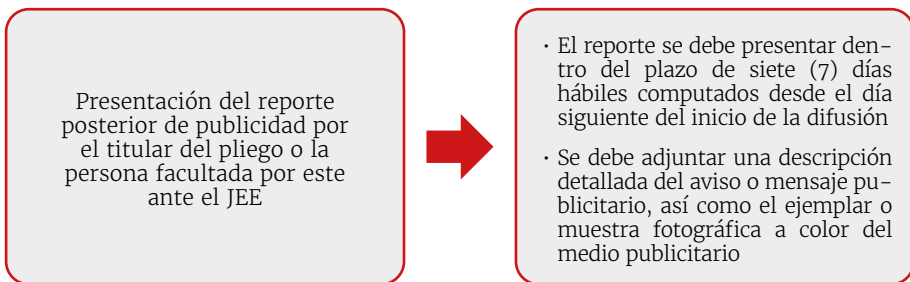 Presentación del reporte
posterior de publicidad por
el titular del pliego o la
persona facultada por este
ante el JEE
· El reporte se debe presentar den-
tro del plazo de siete (7) días
hábiles computados desde el día
siguiente del inicio de la difusión
· Se debe adjuntar una descripción
detallada del aviso o mensaje pu-
blicitario, así como el ejemplar o
muestra fotográfica a color del
medio publicitario